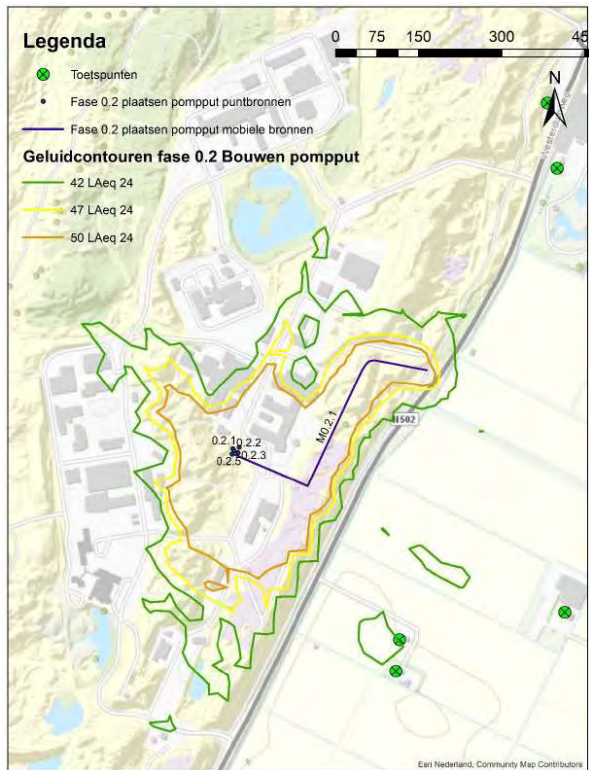 Legenda
0 75 150 300 45
Toetspunten
Fase 0.2 plaatsen pompput puntbronnen
Fase 0.2 plaatsen pompput mobiele bronnen
N
Geluidcontouren fase 0.2 Bouwen pompput
42 LAeq 24
47 LAeq 24
50 LAeq 24
N502
M0.2.1
0.2.1
0.2.2
0.2.3
0.2.5
Esri Nederland, Community Map Contributors